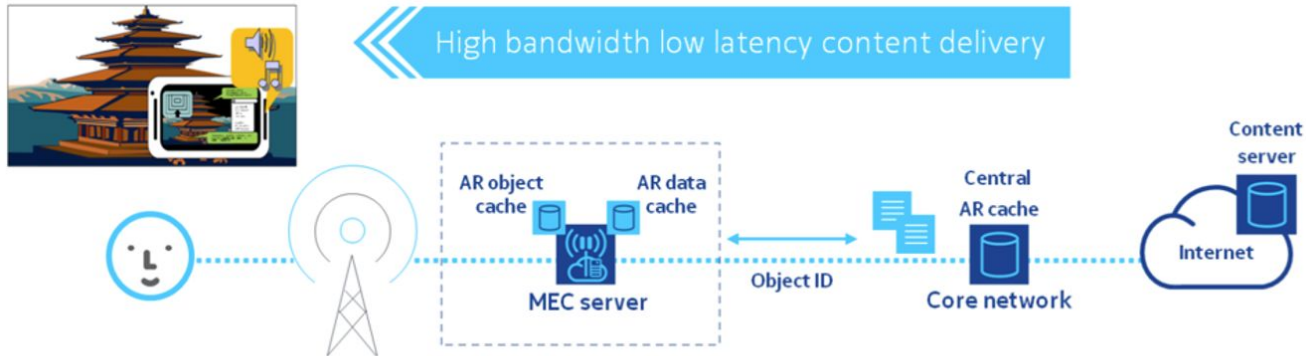 High bandwidth low latency content delivery
Content
server
AR object
cache
AR data
cache
Central
AR cache
Internet
Object ID
MEC server
Core network